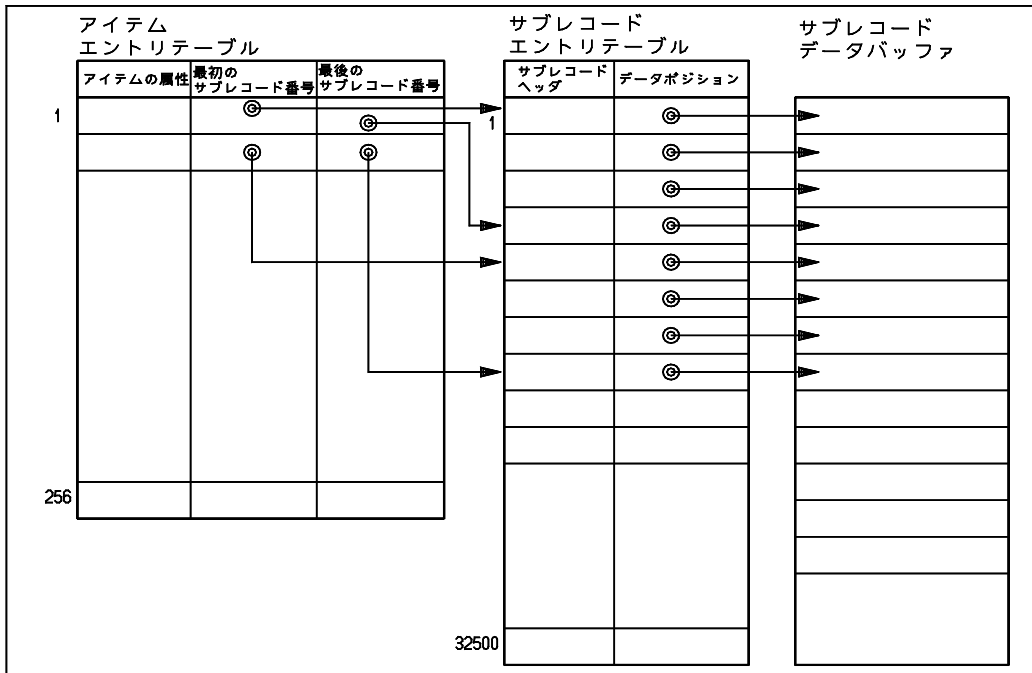 アイテム
エントリテーブル
アイテムの属性
最初の
サブレコード番号
最後の
サブレコード番号
1
256
サブレコード
エントリテーブル
サブレコード
ヘッダ
データポジション
1
32500
サブレコード
データバッファ